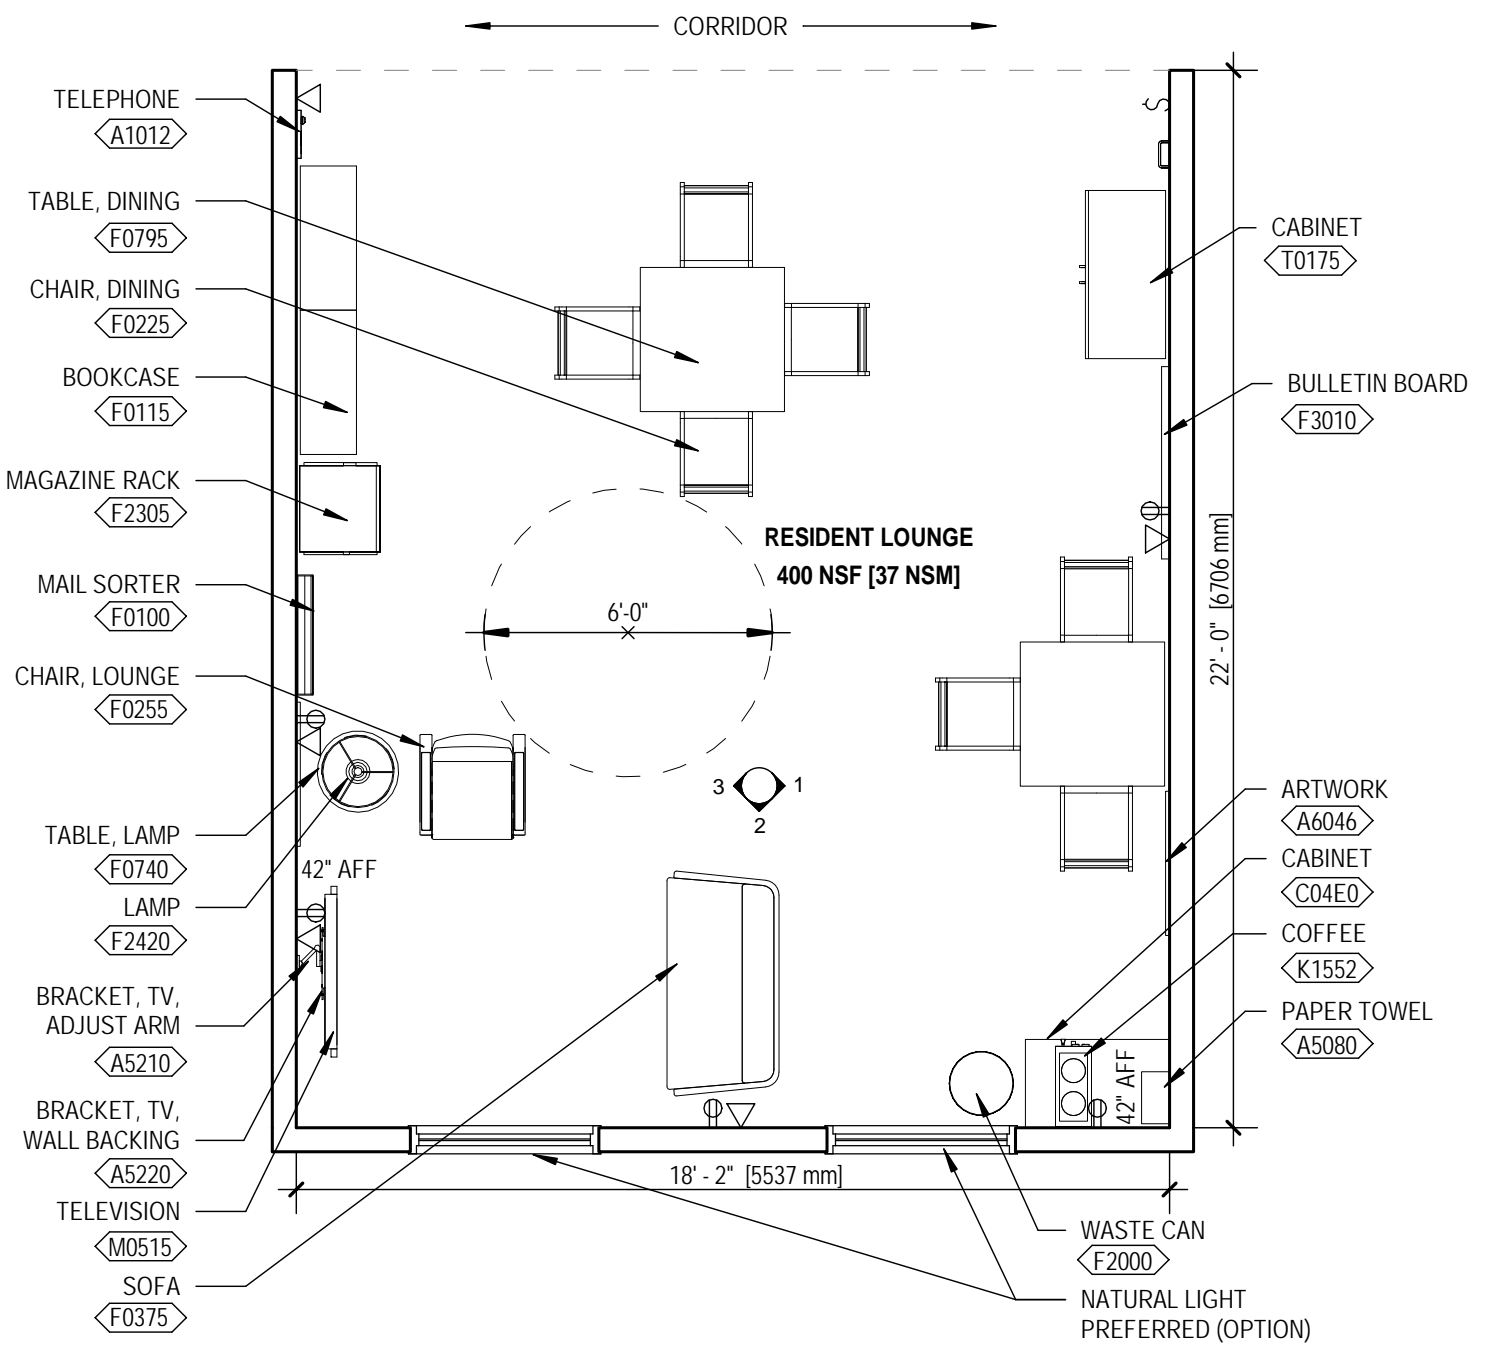 CORRIDOR
TELEPHONE
A1012
TABLE, DINING
F0795
CHAIR, DINING
F0225
BOOKCASE
F0115
MAGAZINE RACK
F2305
MAIL SORTER
F0100
CHAIR, LOUNGE
F0255
TABLE, LAMP
F0740
LAMP
F2420
BRACKET, TV,
ADJUST ARM
A5210
BRACKET, TV,
WALL BACKING
A5220
TELEVISION
M0515
SOFA
F0375
42" AFF
RESIDENT LOUNGE
400 NSF [37 NSM]
6'-0"
3
1
2
S
CABINET
T0175
BULLETIN BOARD
F3010
22' - 0" [6706 mm]
ARTWORK
A6046
CABINET
C04E0
COFFEE
K1552
PAPER TOWEL
A5080
42" AFF
18' - 2" [5537 mm]
WASTE CAN
F2000
NATURAL LIGHT
PREFERRED (OPTION)